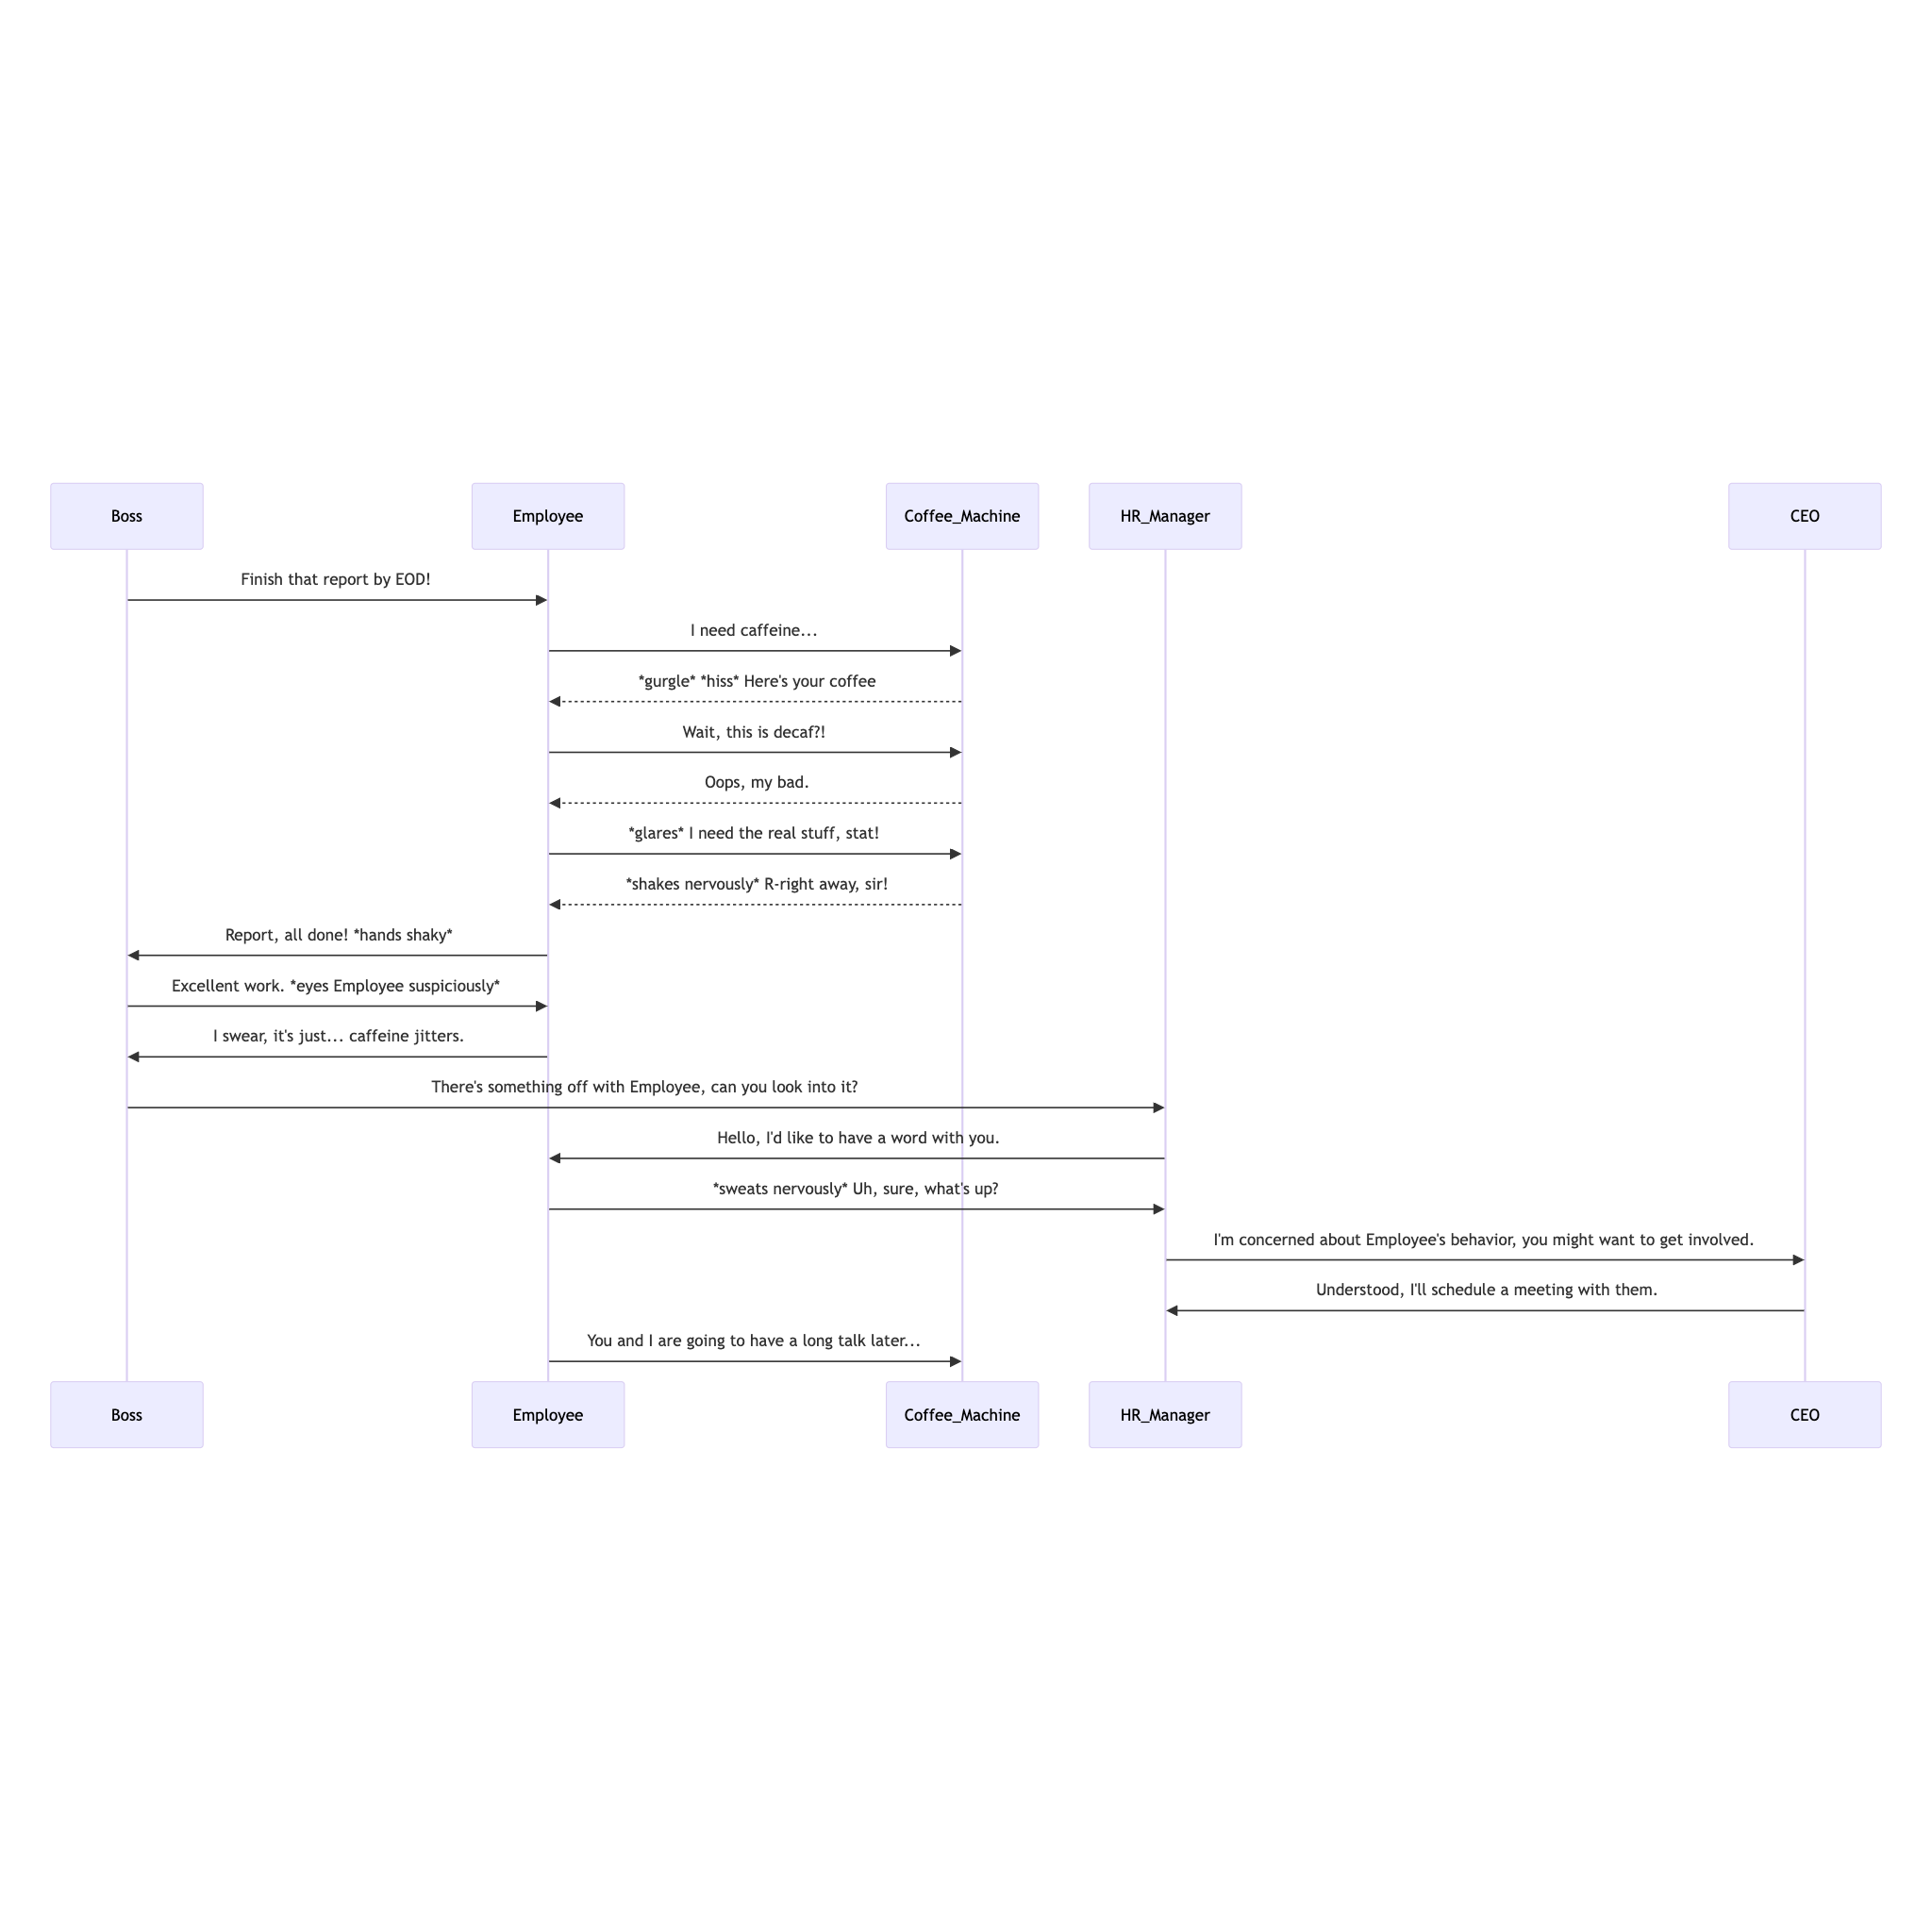 Boss
Employee
Coffee_Machine
HR_Manager
CEO
Finish that report by EOD!
I need caffeine...
*gurgle* *hiss* Here's your coffee
Wait, this is decaf?!
Oops, my bad.
*glares* I need the real stuff, stat!
*shakes nervously* R-right away, sir!
Report, all done! *hands shaky*
Excellent work. *eyes Employee suspiciously*
I swear, it's just... caffeine jitters.
There's something off with Employee, can you look into it?
Hello, I'd like to have a word with you.
*sweats nervously* Uh, sure, what's up?
I'm concerned about Employee's behavior, you might want to get involved.
Understood, I'll schedule a meeting with them.
You and I are going to have a long talk later...
Boss
Employee
Coffee_Machine
HR_Manager
CEO